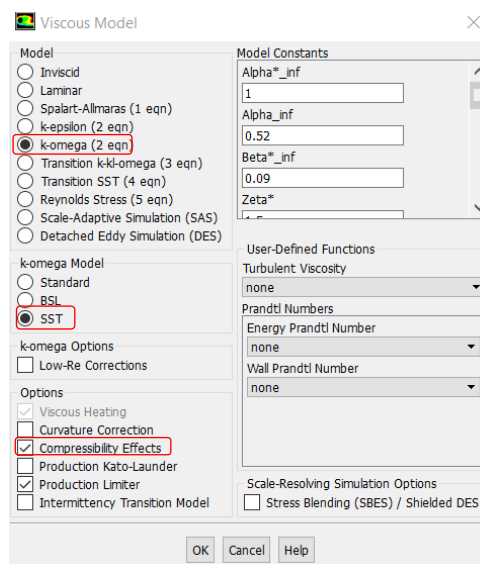 Viscous Model
Model
Inviscid
Laminar
Spalart-Allmaras (1 eqn)
k-epsilon (2 eqn)
k-omega (2 eqn)
Transition k-kl-omega (3 eqn)
Transition SST (4 eqn)
Reynolds Stress (5 eqn)
Scale-Adaptive Simulation (SAS)
Detached Eddy Simulation (DES)
k-omega Model
Standard
BSL
SST
k-omega Options
Low-Re Corrections
Options
Viscous Heating
Curvature Correction
Compressibility Effects
Production Kato-Launder
Production Limiter
Intermittency Transition Model
Model Constants
Alpha*_inf
1
Alpha_inf
0.52
Beta*_inf
0.09
Zeta*
User-Defined Functions
Turbulent Viscosity
none
Prandtl Numbers
Energy Prandtl Number
none
Wall Prandtl Number
none
Scale-Resolving Simulation Options
Stress Blending (SBES) / Shielded DES
OK Cancel Help